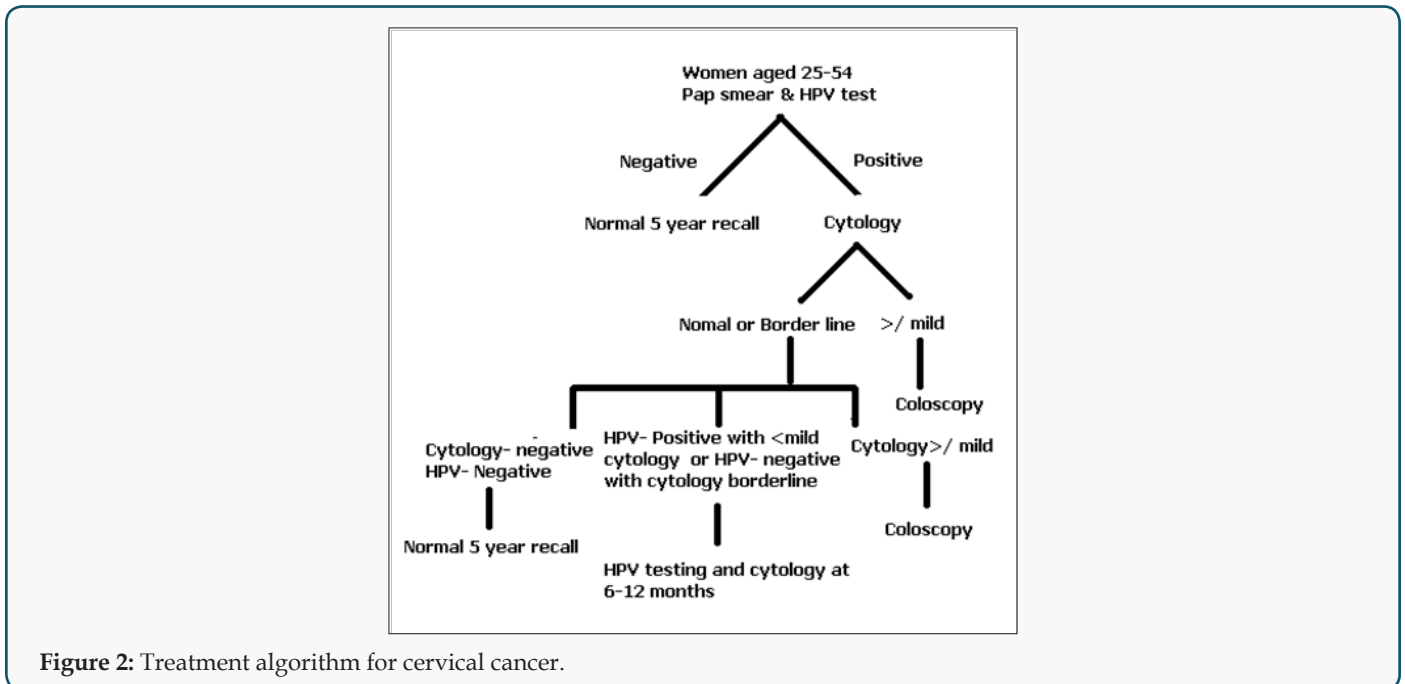 Women aged 25-54
Pap smear & HPV test
Negative
Positive
Normal 5 year recall
Cytology
Nomal or Border line
>/ mild
Coloscopy
Cytology- negative
HPV- Negative
HPV- Positive with <mild
cytology or HPV- negative
with cytology borderline
Cytology>/ mild
Normal 5 year recall
HPV testing and cytology at
6-12 months
Coloscopy
Figure 2: Treatment algorithm for cervical cancer.